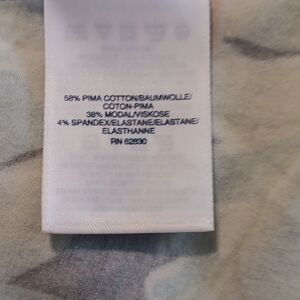 58% PIMA COTTON/BAUMWOLLE/
COTON-PIMA
38% MODAL/VISKOSE
4% SPANDEX/ELASTANE/ELASTANE/
ELASTHANNE
RN 62830